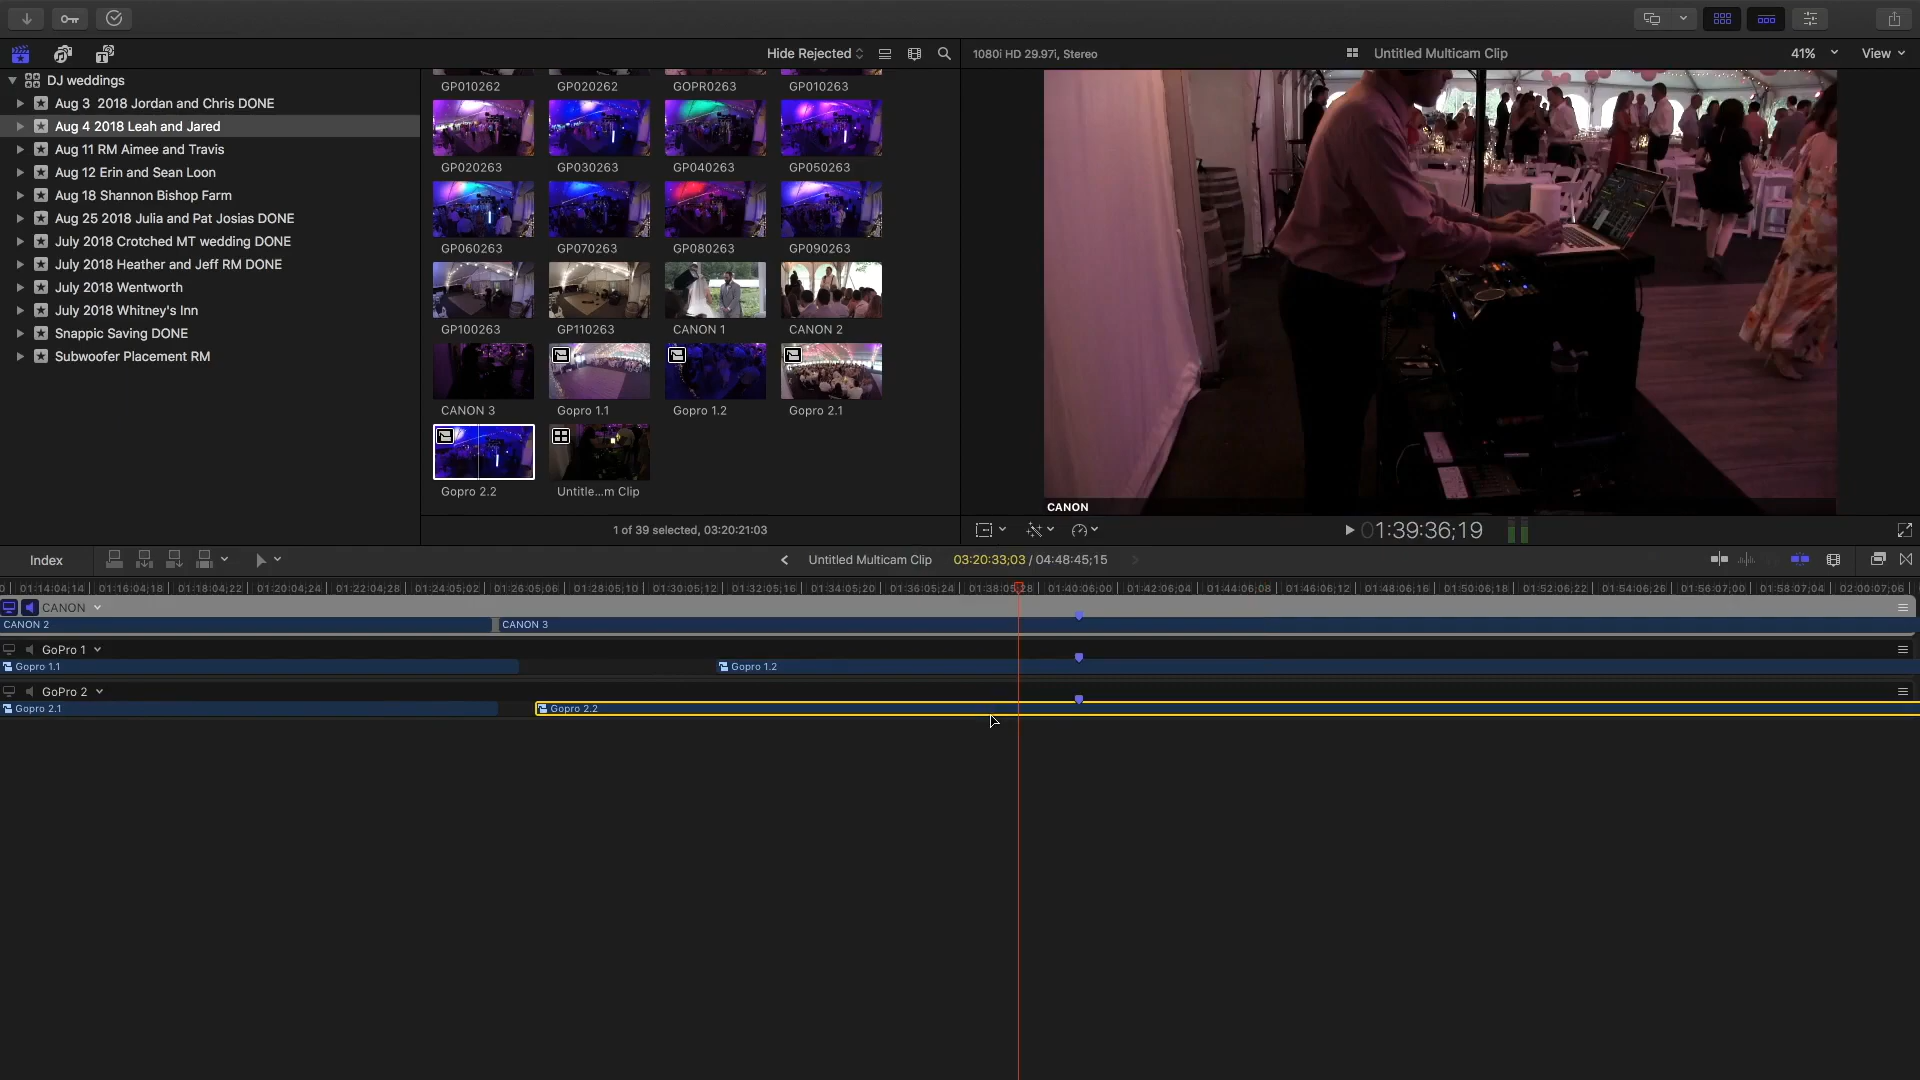 Hide Rejected
1080i HD 29.97i, Stereo
Untitled Multicam Clip
41%
View
DJ weddings
Aug 3 2018 Jordan and Chris DONE
Aug 4 2018 Leah and Jared
Aug 11 RM Aimee and Travis
Aug 12 Erin and Sean Loon
Aug 18 Shannon Bishop Farm
Aug 25 2018 Julia and Pat Josias DONE
July 2018 Crotched MT wedding DONE
July 2018 Heather and Jeff RM DONE
July 2018 Wentworth
July 2018 Whitney's Inn
Snappic Saving DONE
Subwoofer Placement RM
GP010262 GP020262 GOPR0263 GP010263
GP020263 GP030263 GP040263 GP050263
GP060263 GP070263 GP080263 GP090263
GP100263 GP110263 CANON 1 CANON 2
CANON 3 Gopro 1.1 Gopro 1.2 Gopro 2.1
Gopro 2.2 Untitle...m Clip
1 of 39 selected, 03:20:21:03
CANON
01:39:36;19
Index
Untitled Multicam Clip
03:20:33;03 / 04:48:45;15
01:14:04;14 01:16:04;18 01:18:04;22 01:20:04;24 01:22:04;28 01:24:05;02 01:26:05;06 01:28:05;10 01:30:05;12 01:32:05;16 01:34:05;20 01:36:05;24 01:38:05;28 01:40:06;00 01:42:06;04 01:44:06;08 01:46:06;12 01:48:06;16 01:50:06;18 01:52:06;22 01:54:06;26 01:56:07;00 01:58:07;04 02:00:07;06
CANON
CANON 2 CANON 3
GoPro 1
Gopro 1.1 Gopro 1.2
GoPro 2
Gopro 2.1 Gopro 2.2